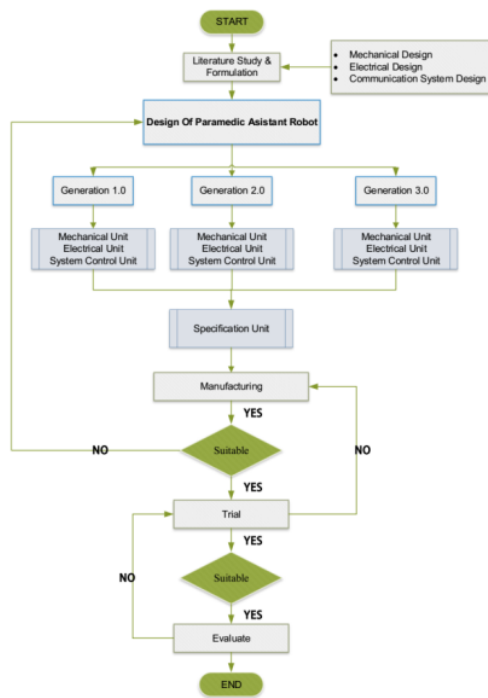 START
Literature Study &
Formulation
• Mechanical Design
• Electrical Design
• Communication System Design
Design Of Paramedic Asistant Robot
Generation 1.0
Generation 2.0
Generation 3.0
Mechanical Unit
Electrical Unit
System Control Unit
Mechanical Unit
Electrical Unit
System Control Unit
Mechanical Unit
Electrical Unit
System Control Unit
Specification Unit
Manufacturing
YES
NO
Suitable
NO
YES
Trial
YES
NO
Suitable
YES
Evaluate
END